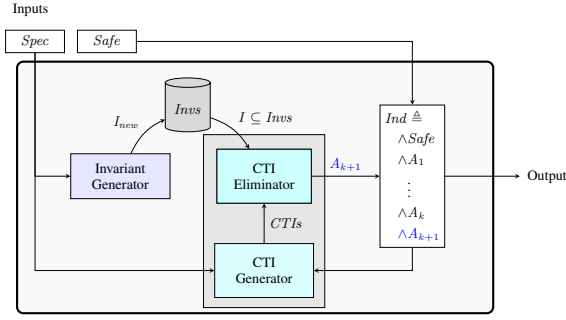 Inputs
Spec
Safe
Invs
I_new
I ⊆ Invs
Ind ≜
∧Safe
∧A_1
⋮
∧A_k
∧A_{k+1}
Invariant
Generator
CTI
Eliminator
A_{k+1}
Output
CTIs
CTI
Generator